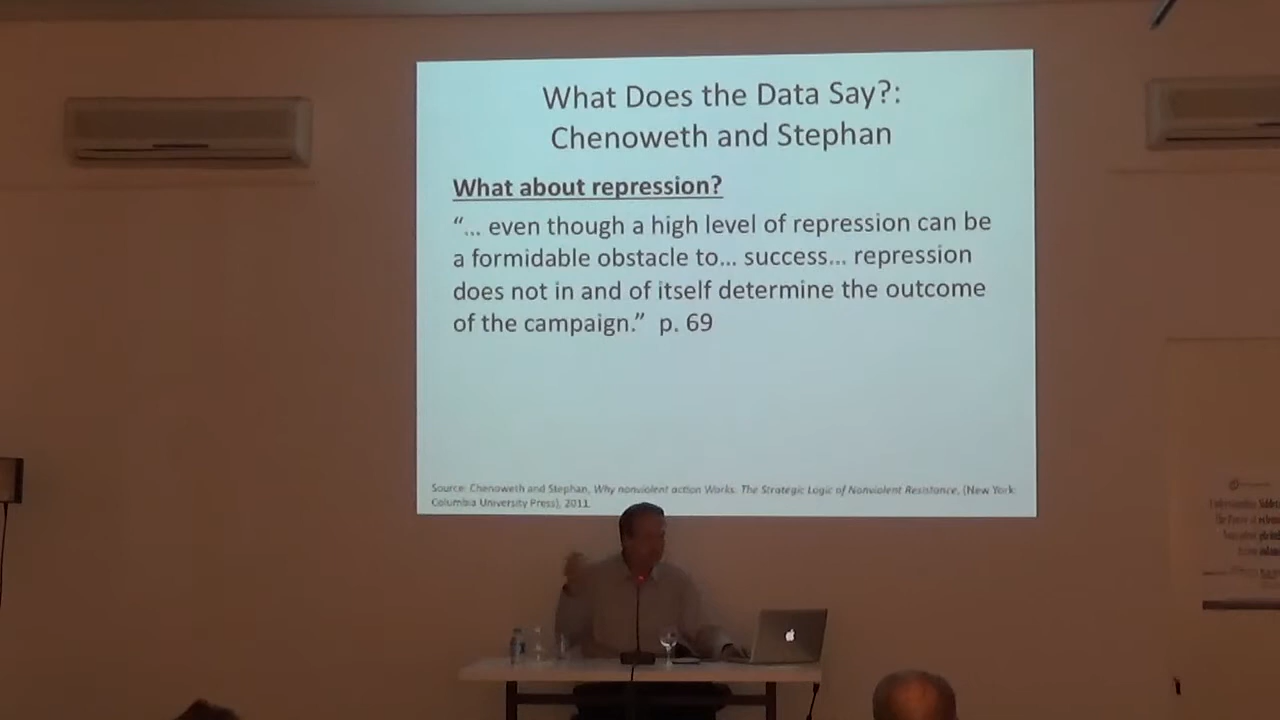 What Does the Data Say?:
Chenoweth and Stephan
What about repression?
“... even though a high level of repression can be
a formidable obstacle to... success... repression
does not in and of itself determine the outcome
of the campaign.” p. 69
Source: Chenoweth and Stephan, Why nonviolent action Works: The Strategic Logic of Nonviolent Resistance. (New York:
Columbia University Press), 2011.